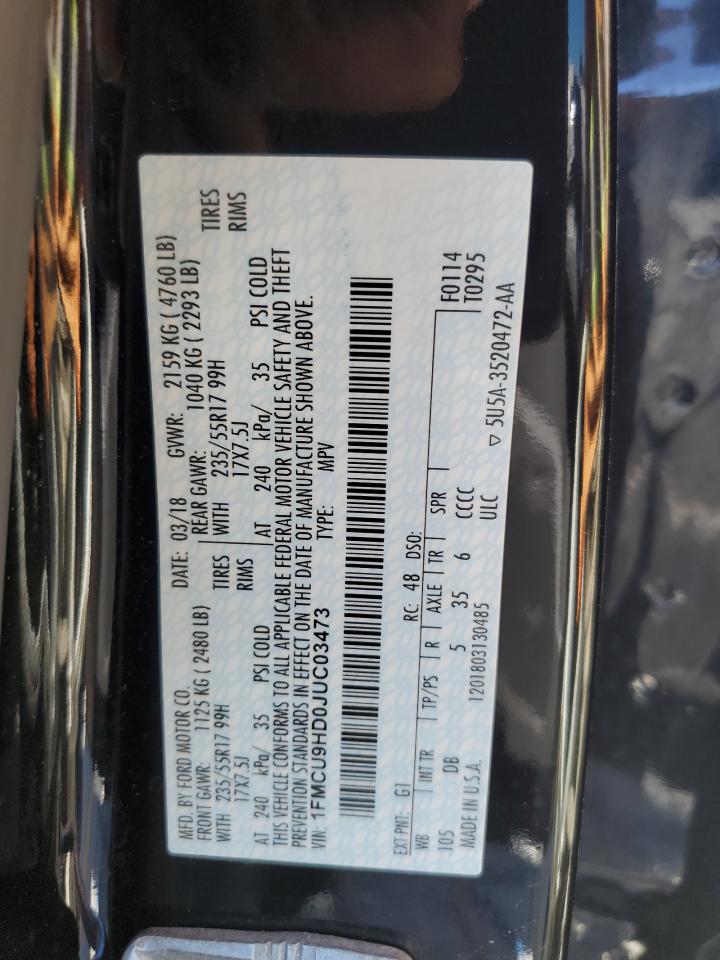 MFD. BY FORD MOTOR CO. DATE: 03/18 GVWR: 2159 KG ( 4760 LB)
FRONT GAWR: 1125 KG ( 2480 LB) REAR GAWR: 1040 KG ( 2293 LB)
WITH 235/55R17 99H TIRES WITH 235/55R17 99H TIRES
17X7.5J RIMS 17X7.5J RIMS
AT 240 kPa/ 35 PSI COLD AT 240 kPa/ 35 PSI COLD
THIS VEHICLE CONFORMS TO ALL APPLICABLE FEDERAL MOTOR VEHICLE SAFETY AND THEFT
PREVENTION STANDARDS IN EFFECT ON THE DATE OF MANUFACTURE SHOWN ABOVE.
VIN: 1FMCU9HD0JUC03473 TYPE: MPV
EXT PNT: G1 RC: 48 DSO: F0114
WB INT TR TP/PS R AXLE TR SPR T0295
105 DB 5 35 6 CCCC
MADE IN U.S.A. 1201803130485 ULC ▽ 5U5A-3520472-AA